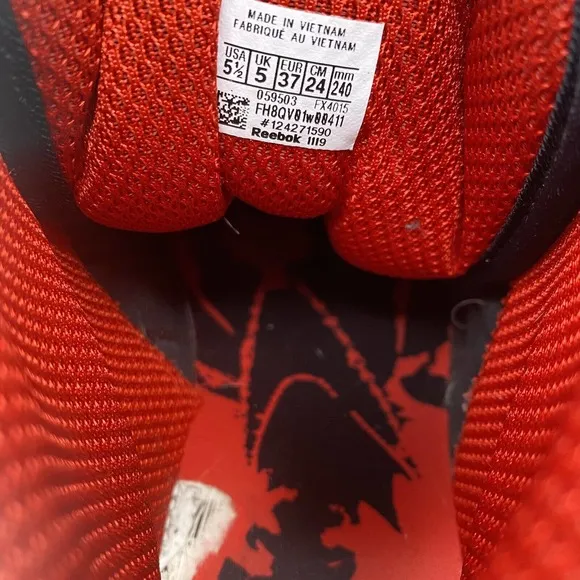 MADE IN VIETNAM
FABRIQUÉ AU VIETNAM
USA UK EUR CM mm
5½ 5 37 24 240
059503 FX4015
FH8QV01w00411
#124271590
Reebok 1119